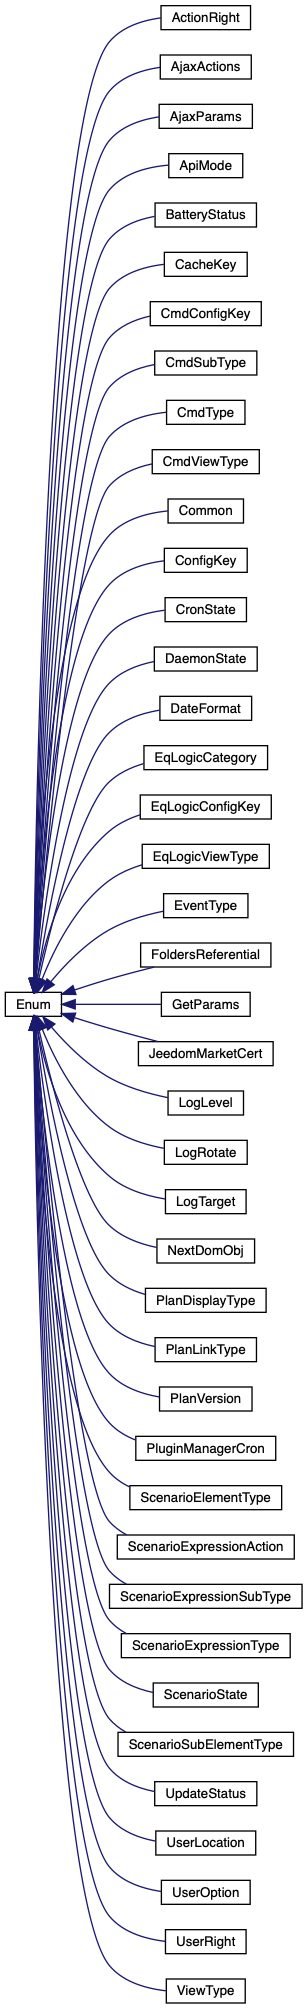 ActionRight
AjaxActions
AjaxParams
ApiMode
BatteryStatus
CacheKey
CmdConfigKey
CmdSubType
CmdType
CmdViewType
Common
ConfigKey
CronState
DaemonState
DateFormat
EqLogicCategory
EqLogicConfigKey
EqLogicViewType
EventType
FoldersReferential
Enum
GetParams
JeedomMarketCert
LogLevel
LogRotate
LogTarget
NextDomObj
PlanDisplayType
PlanLinkType
PlanVersion
PluginManagerCron
ScenarioElementType
ScenarioExpressionAction
ScenarioExpressionSubType
ScenarioExpressionType
ScenarioState
ScenarioSubElementType
UpdateStatus
UserLocation
UserOption
UserRight
ViewType